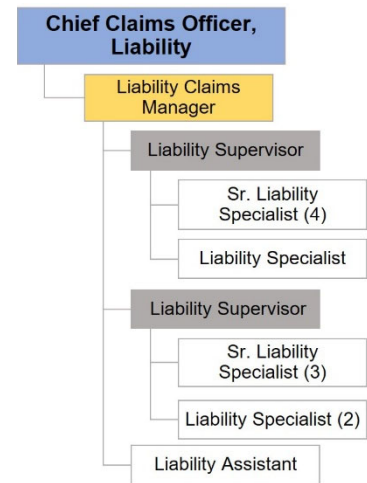 Chief Claims Officer,
Liability
Liability Claims
Manager
Liability Supervisor
Sr. Liability
Specialist (4)
Liability Specialist
Liability Supervisor
Sr. Liability
Specialist (3)
Liability Specialist (2)
Liability Assistant